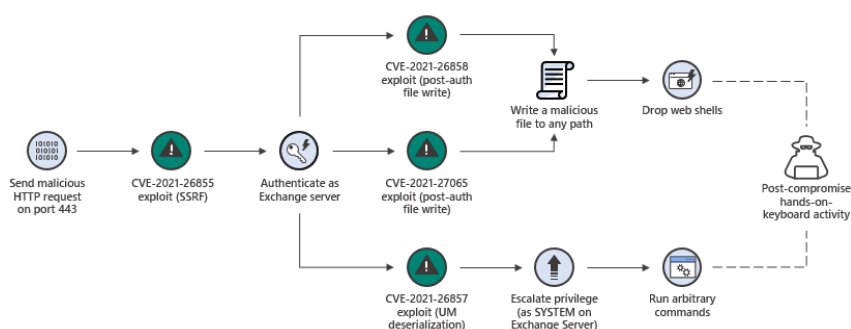 CVE-2021-26858
exploit (post-auth
file write)
Write a malicious
file to any path
Drop web shells
101010
010101
101010
Send malicious
HTTP request
on port 443
CVE-2021-26855
exploit (SSRF)
Authenticate as
Exchange server
CVE-2021-27065
exploit (post-auth
file write)
Post-compromise
hands-on-
keyboard activity
CVE-2021-26857
exploit (UM
deserialization)
Escalate privilege
(as SYSTEM on
Exchange Server)
Run arbitrary
commands